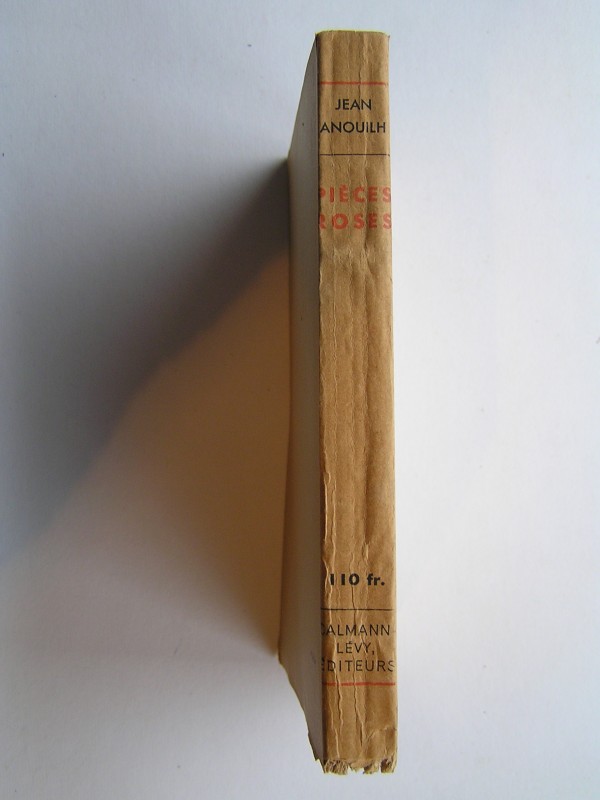 JEAN
ANOUILH
PIÈCES
ROSES
110 fr.
CALMANN-
LÉVY,
ÉDITEURS